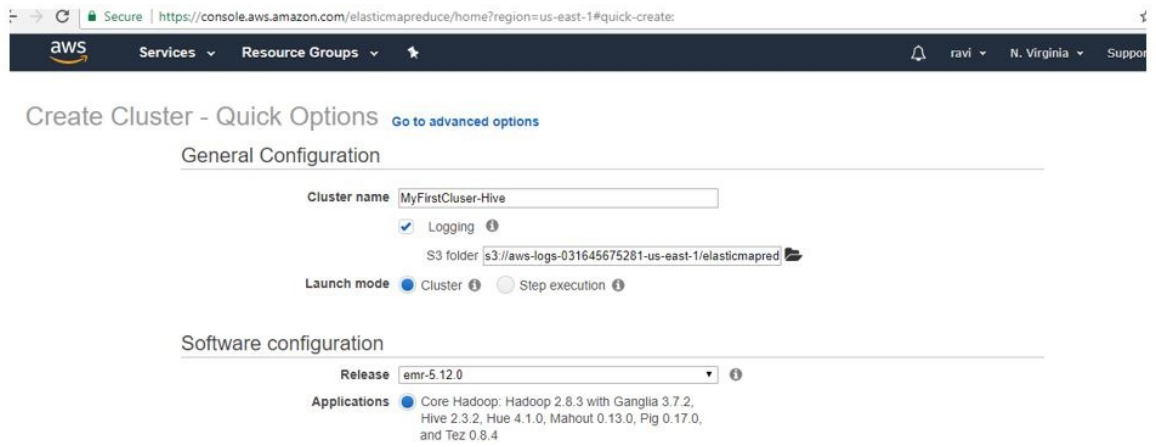 Secure | https://console.aws.amazon.com/elasticmapreduce/home?region=us-east-1#quick-create:
aws Services Resource Groups ravi N. Virginia Suppor
Create Cluster - Quick Options Go to advanced options
General Configuration
Cluster name MyFirstCluser-Hive
Logging
S3 folder s3://aws-logs-031645675281-us-east-1/elasticmapred
Launch mode Cluster Step execution
Software configuration
Release emr-5.12.0
Applications Core Hadoop: Hadoop 2.8.3 with Ganglia 3.7.2,
Hive 2.3.2, Hue 4.1.0, Mahout 0.13.0, Pig 0.17.0,
and Tez 0.8.4